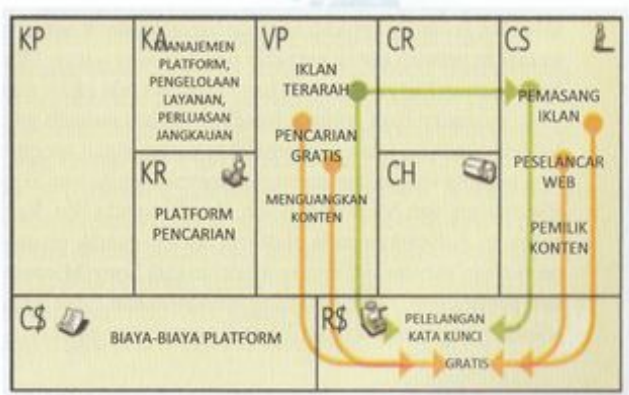 KP
KA
MANAJEMEN
PLATFORM,
PENGELOLAAN
LAYANAN,
PERLUASAN
JANGKAUAN
KR
PLATFORM
PENCARIAN
VP
IKLAN
TERARAH
PENCARIAN
GRATIS
MENGUANGKAN
KONTEN
CR
CH
CS
PEMASANG
IKLAN
PESELANCAR
WEB
PEMILIK
KONTEN
C$
BIAYA-BIAYA PLATFORM
R$
PELELANGAN
KATA KUNCI
GRATIS